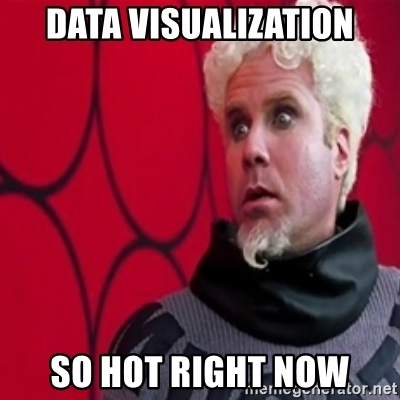 DATA VISUALIZATION
SO HOT RIGHT NOW
memegenerator.net